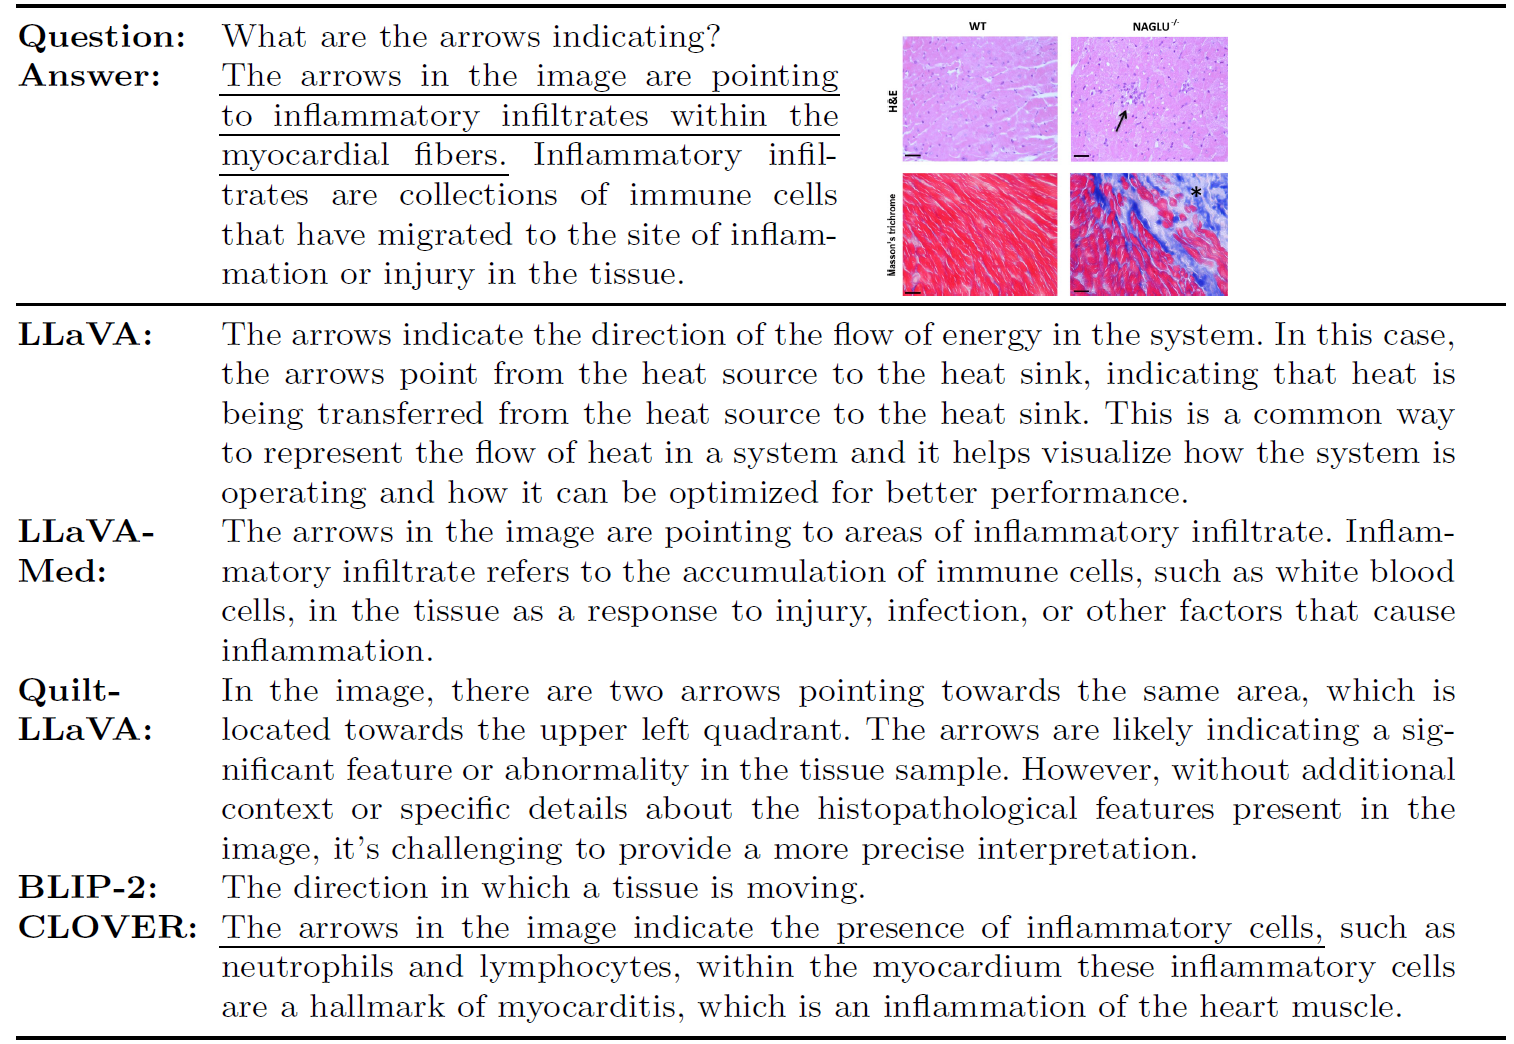 Question: What are the arrows indicating?
Answer: The arrows in the image are pointing
to inflammatory infiltrates within the
myocardial fibers. Inflammatory infil-
trates are collections of immune cells
that have migrated to the site of inflam-
mation or injury in the tissue.
WT NAGLU-/-
H&E
Masson's trichrome
*
LLaVA: The arrows indicate the direction of the flow of energy in the system. In this case,
the arrows point from the heat source to the heat sink, indicating that heat is
being transferred from the heat source to the heat sink. This is a common way
to represent the flow of heat in a system and it helps visualize how the system is
operating and how it can be optimized for better performance.
LLaVA- The arrows in the image are pointing to areas of inflammatory infiltrate. Inflam-
Med: matory infiltrate refers to the accumulation of immune cells, such as white blood
cells, in the tissue as a response to injury, infection, or other factors that cause
inflammation.
Quilt- In the image, there are two arrows pointing towards the same area, which is
LLaVA: located towards the upper left quadrant. The arrows are likely indicating a sig-
nificant feature or abnormality in the tissue sample. However, without additional
context or specific details about the histopathological features present in the
image, it's challenging to provide a more precise interpretation.
BLIP-2: The direction in which a tissue is moving.
CLOVER: The arrows in the image indicate the presence of inflammatory cells, such as
neutrophils and lymphocytes, within the myocardium these inflammatory cells
are a hallmark of myocarditis, which is an inflammation of the heart muscle.